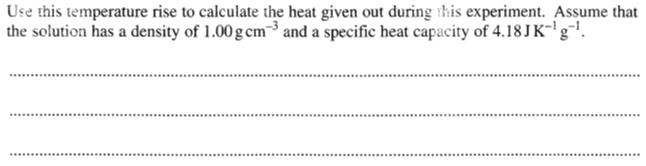 Use this temperature rise to calculate the heat given out during this experiment. Assume that
the solution has a density of 1.00 g cm⁻³ and a specific heat capacity of 4.18 J K⁻¹ g⁻¹.